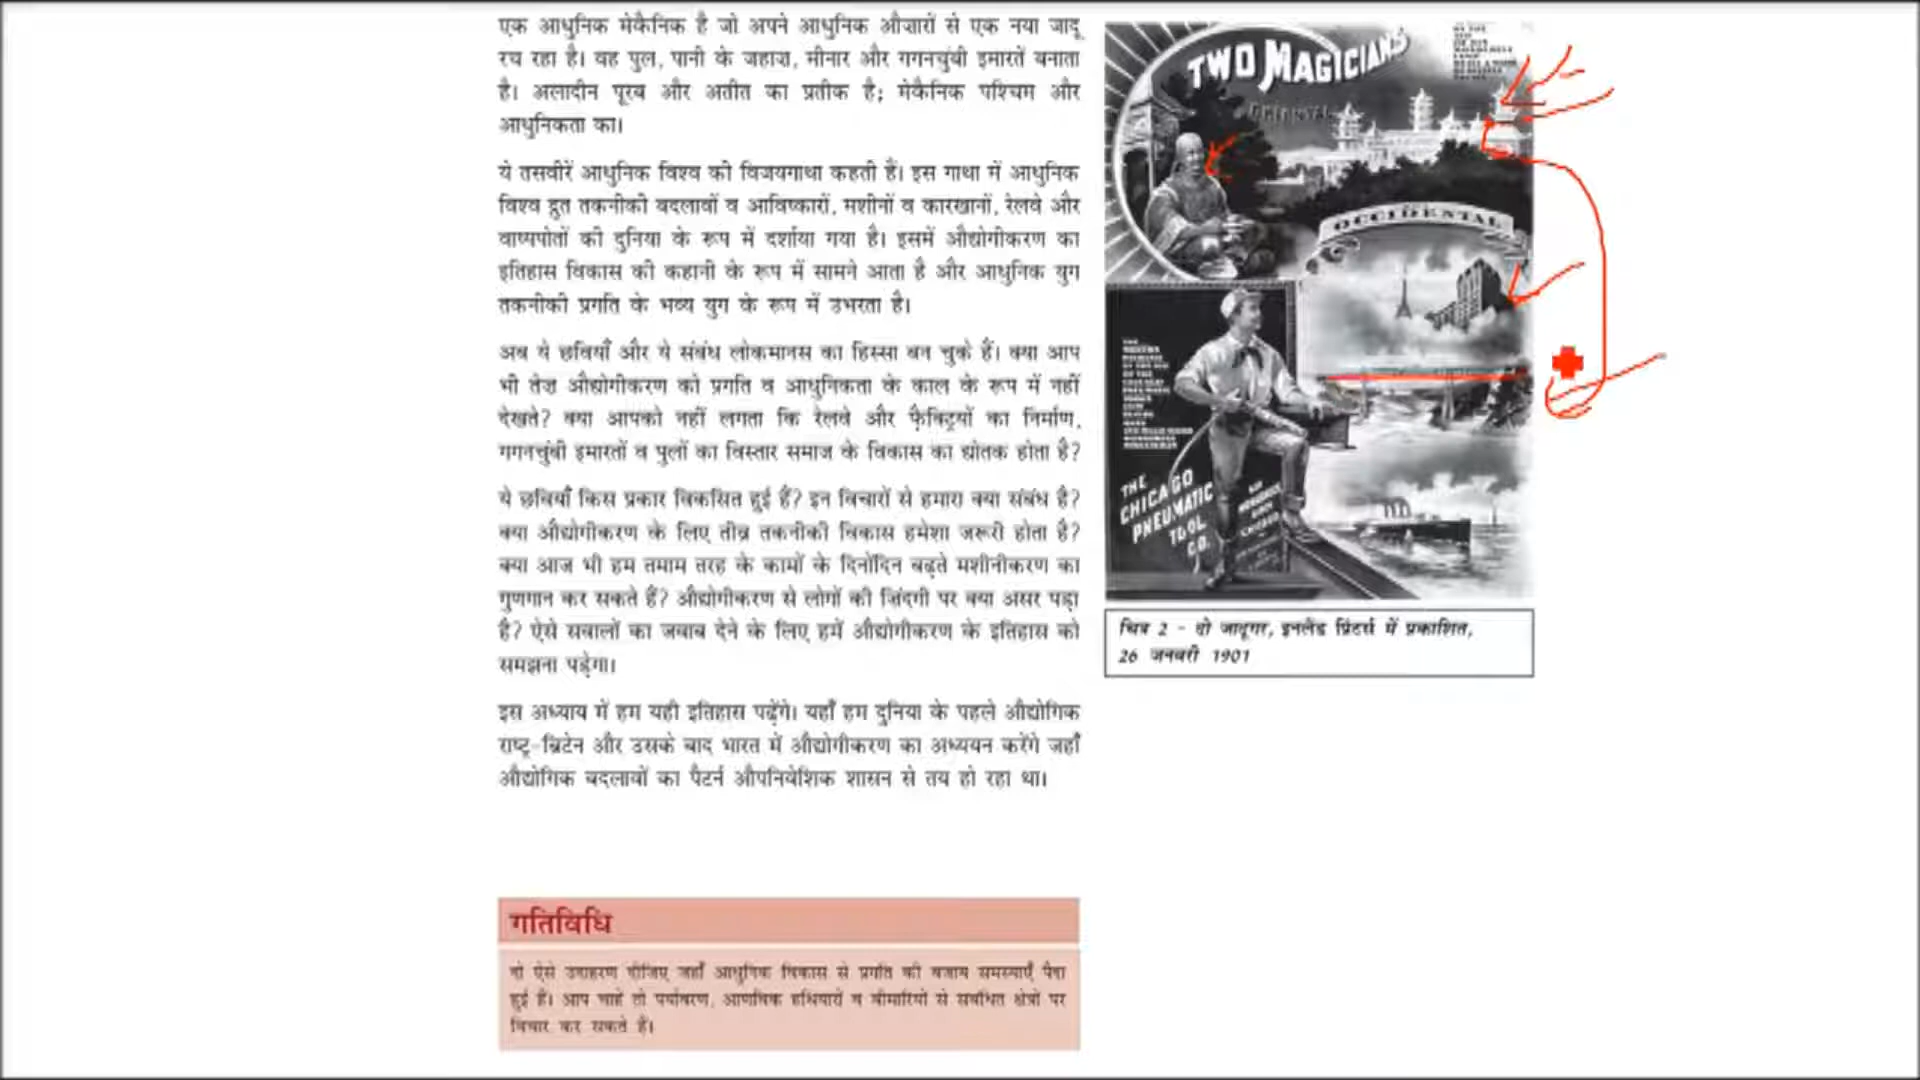 एक आधुनिक मेकैनिक है जो अपने आधुनिक औज़ारों से एक नया जादू
रच रहा है। वह पुल, पानी के जहाज़, मीनार और गगनचुंबी इमारतें बनाता
है। अलादीन पूरब और अतीत का प्रतीक है; मेकैनिक पश्चिम और
आधुनिकता का।
ये तसवीरें आधुनिक विश्व की विजयगाथा कहती हैं। इस गाथा में आधुनिक
विश्व द्रुत तकनीकी बदलावों व आविष्कारों, मशीनों व कारखानों, रेलवे और
वाष्पपोतों की दुनिया के रूप में दर्शाया गया है। इसमें औद्योगीकरण का
इतिहास विकास की कहानी के रूप में सामने आता है और आधुनिक युग
तकनीकी प्रगति के भव्य युग के रूप में उभरता है।
अब ये छवियाँ और ये संबंध लोकमानस का हिस्सा बन चुके हैं। क्या आप
भी तेज़ औद्योगीकरण को प्रगति व आधुनिकता के काल के रूप में नहीं
देखते? क्या आपको नहीं लगता कि रेलवे और फ़ैक्ट्रियों का निर्माण,
गगनचुंबी इमारतों व पुलों का विस्तार समाज के विकास का द्योतक होता है?
ये छवियाँ किस प्रकार विकसित हुई हैं? इन विचारों से हमारा क्या संबंध है?
क्या औद्योगीकरण के लिए तीव्र तकनीकी विकास हमेशा जरूरी होता है?
क्या आज भी हम तमाम तरह के कामों के दिनोंदिन बढ़ते मशीनीकरण का
गुणगान कर सकते हैं? औद्योगीकरण से लोगों की ज़िंदगी पर क्या असर पड़ा
है? ऐसे सवालों का जवाब देने के लिए हमें औद्योगीकरण के इतिहास को
समझना पड़ेगा।
इस अध्याय में हम यही इतिहास पढ़ेंगे। यहाँ हम दुनिया के पहले औद्योगिक
राष्ट्र-ब्रिटेन और उसके बाद भारत में औद्योगीकरण का अध्ययन करेंगे जहाँ
औद्योगिक बदलावों का पैटर्न औपनिवेशिक शासन से तय हो रहा था।
गतिविधि
दो ऐसे उदाहरण दीजिए जहाँ आधुनिक विकास से प्रगति की बजाय समस्याएँ पैदा
हुई हैं। आप चाहें तो पर्यावरण, आणविक हथियारों व बीमारियों से संबंधित क्षेत्रों पर
विचार कर सकते हैं।
TWO MAGICIANS
ORIENTAL
OCCIDENTAL
THE
CHICAGO
PNEUMATIC
TOOL
CO.
चित्र 2 - दो जादूगर, इनलैंड प्रिंटर्स में प्रकाशित,
26 जनवरी 1901